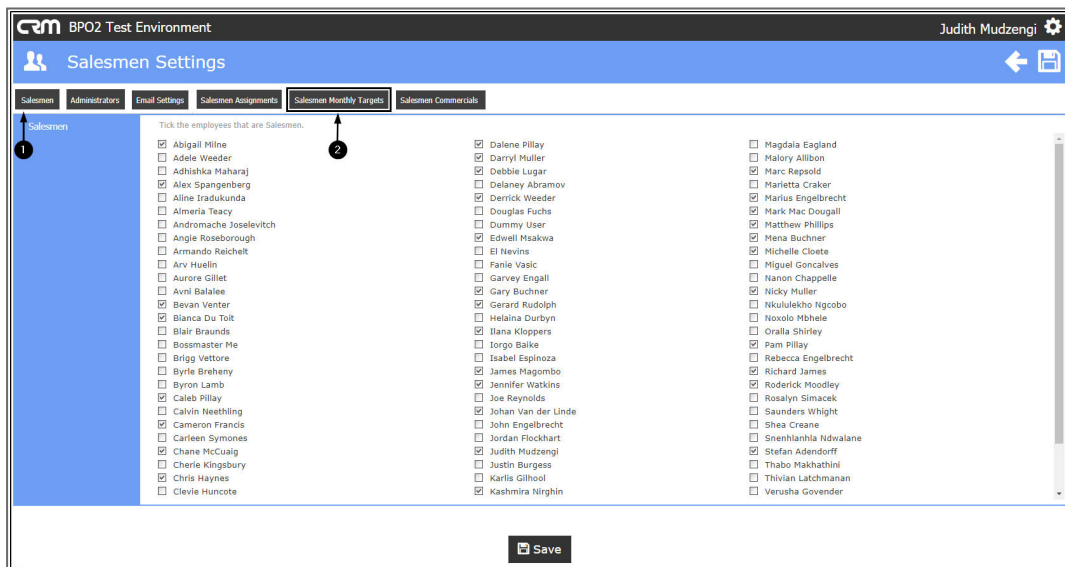 CRM BPO2 Test Environment Judith Mudzengi
Salesmen Settings
Salesmen Administrators Email Settings Salesmen Assignments Salesmen Monthly Targets Salesmen Commercials
Salesmen Tick the employees that are Salesmen.
1 2
Abigail Milne Dalene Pillay Magdaia Eagland
Adele Weeder Darryl Muller Malory Allibon
Adhishka Maharaj Debbie Lugar Marc Repsold
Alex Spangenberg Delaney Abramov Marietta Craker
Aline Iradukunda Derrick Weeder Marius Engelbrecht
Almeria Teacy Douglas Fuchs Mark Mac Dougall
Andromache Joselevitch Dummy User Matthew Phillips
Angie Roseborough Edwell Msakwa Mena Buchner
Armando Reichelt El Nevins Michelle Cloete
Arv Huelin Fanie Vasic Miguel Goncalves
Aurore Gillet Garvey Engall Nanon Chappelle
Avni Balalee Gary Buchner Nicky Muller
Bevan Venter Gerard Rudolph Nkululekho Ngcobo
Bianca Du Toit Helaina Durbyn Noxolo Mbhele
Blair Braunds Ilana Kloppers Oralla Shirley
Bossmaster Me Iorgo Baike Pam Pillay
Brigg Vettore Isabel Espinoza Rebecca Engelbrecht
Byrle Breheny James Magombo Richard James
Byron Lamb Jennifer Watkins Roderick Moodley
Caleb Pillay Joe Reynolds Rosalyn Simacek
Calvin Neethling Johan Van der Linde Saunders Whight
Cameron Francis John Engelbrecht Shea Creane
Carleen Symones Jordan Flockhart Snenhlanhla Ndwalane
Chane McCuaig Judith Mudzengi Stefan Adendorff
Cherie Kingsbury Justin Burgess Thabo Makhathini
Chris Haynes Karlis Gilhool Thivian Latchmanan
Clevie Huncote Kashmira Nirghin Verusha Govender
Save